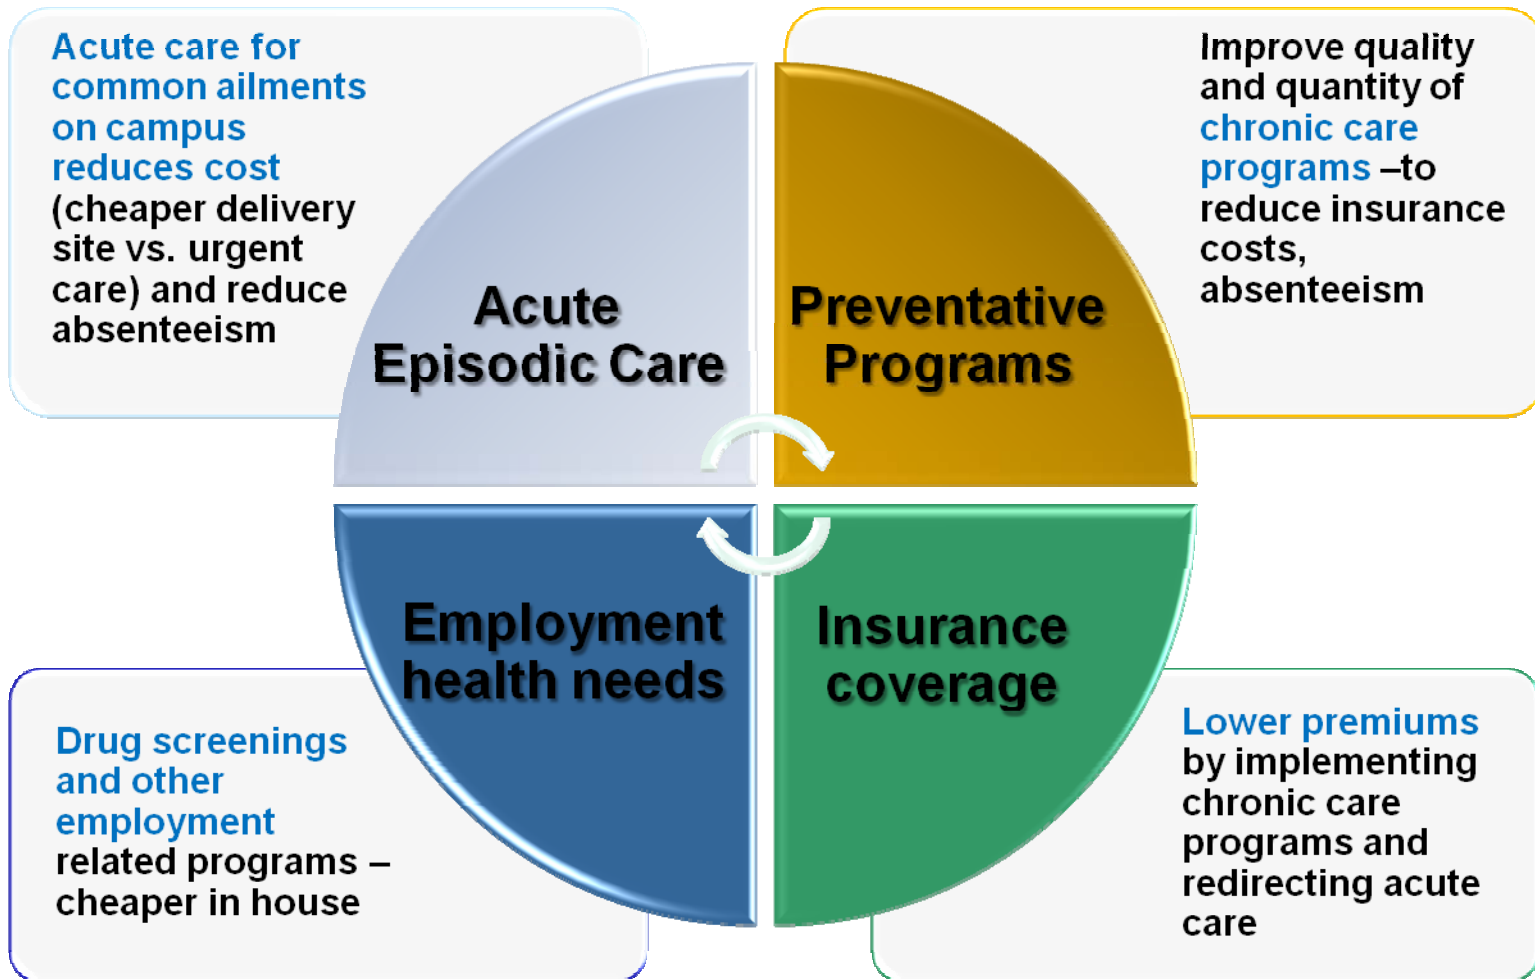 Acute care for
common ailments
on campus
reduces cost
(cheaper delivery
site vs. urgent
care) and reduce
absenteeism
Improve quality
and quantity of
chronic care
programs –to
reduce insurance
costs,
absenteeism
Acute
Episodic Care
Preventative
Programs
Employment
health needs
Insurance
coverage
Drug screenings
and other
employment
related programs –
cheaper in house
Lower premiums
by implementing
chronic care
programs and
redirecting acute
care